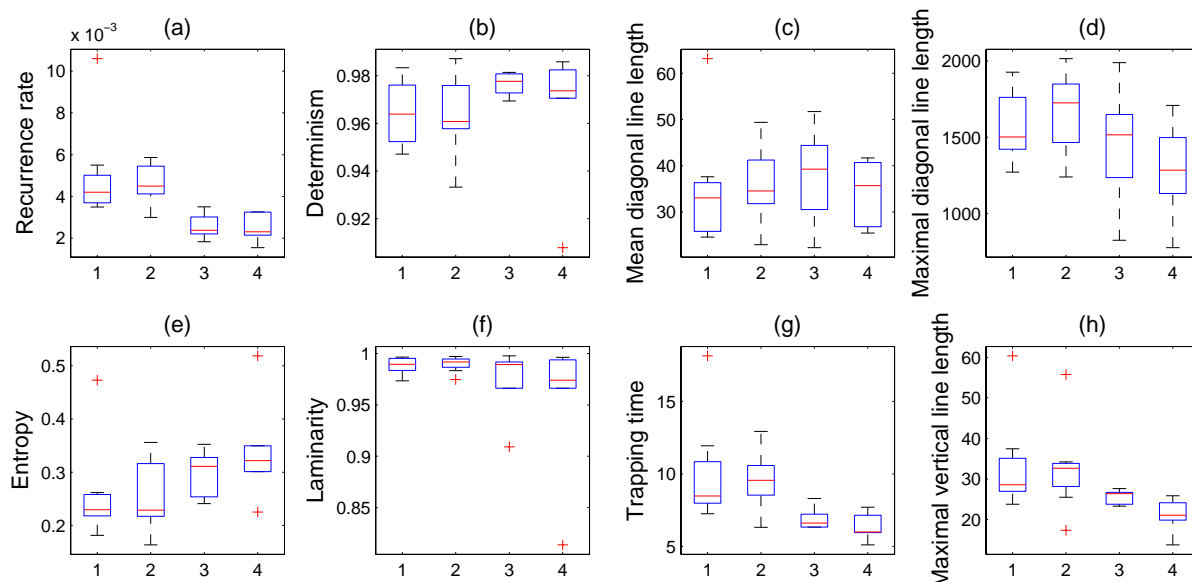 (a)
x 10⁻³
10
8
6
4
2
Recurrence rate
1 2 3 4
(b)
0.98
0.96
0.94
0.92
Determinism
1 2 3 4
(c)
60
50
40
30
Mean diagonal line length
1 2 3 4
(d)
2000
1500
1000
Maximal diagonal line length
1 2 3 4
(e)
0.5
0.4
0.3
0.2
Entropy
1 2 3 4
(f)
1
0.95
0.9
0.85
Laminarity
1 2 3 4
(g)
15
10
5
Trapping time
1 2 3 4
(h)
60
50
40
30
20
Maximal vertical line length
1 2 3 4